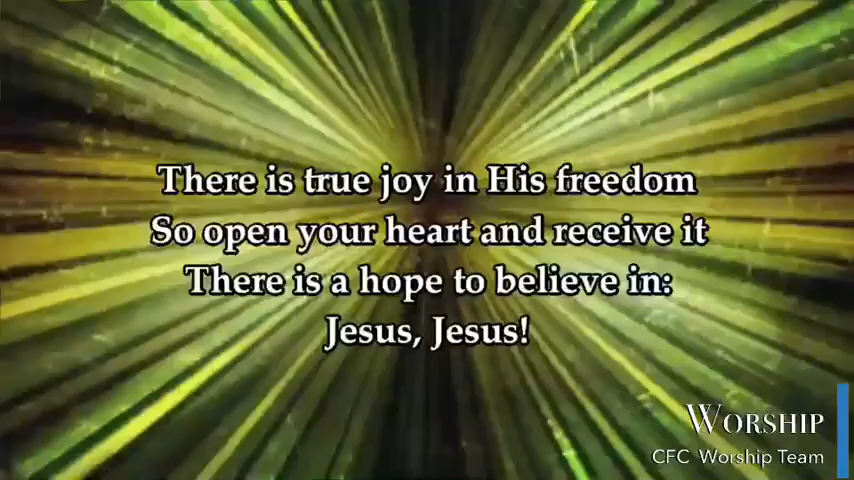 There is true joy in His freedom
So open your heart and receive it
There is a hope to believe in:
Jesus, Jesus!
Worship
CFC Worship Team